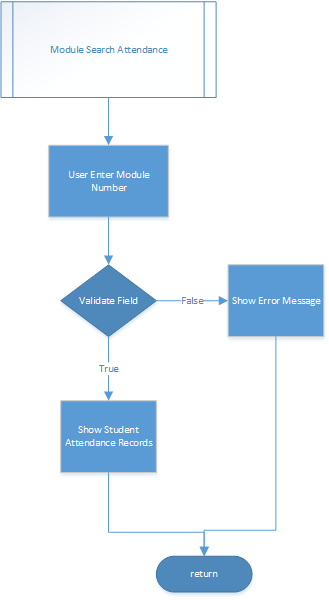 Module Search Attendance
User Enter Module
Number
Validate Field
False
Show Error Message
True
Show Student
Attendance Records
return